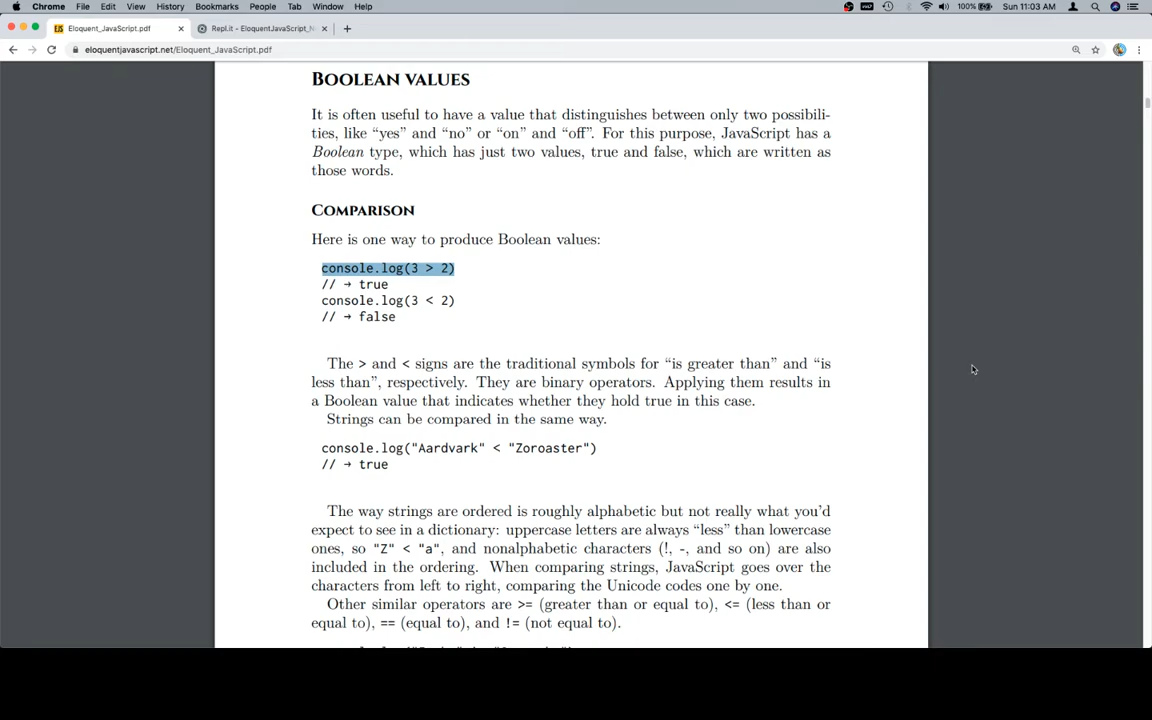 Chrome File Edit View History Bookmarks People Tab Window Help 100% Sun 11:03 AM
Eloquent_JavaScript.pdf Repl.it - EloquentJavaScript_N
eloquentjavascript.net/Eloquent_JavaScript.pdf
BOOLEAN VALUES
It is often useful to have a value that distinguishes between only two possibili-
ties, like “yes” and “no” or “on” and “off”. For this purpose, JavaScript has a
Boolean type, which has just two values, true and false, which are written as
those words.
COMPARISON
Here is one way to produce Boolean values:
console.log(3 > 2)
// → true
console.log(3 < 2)
// → false
The > and < signs are the traditional symbols for “is greater than” and “is
less than”, respectively. They are binary operators. Applying them results in
a Boolean value that indicates whether they hold true in this case.
Strings can be compared in the same way.
console.log("Aardvark" < "Zoroaster")
// → true
The way strings are ordered is roughly alphabetic but not really what you’d
expect to see in a dictionary: uppercase letters are always “less” than lowercase
ones, so "Z" < "a", and nonalphabetic characters (!, -, and so on) are also
included in the ordering. When comparing strings, JavaScript goes over the
characters from left to right, comparing the Unicode codes one by one.
Other similar operators are >= (greater than or equal to), <= (less than or
equal to), == (equal to), and != (not equal to).